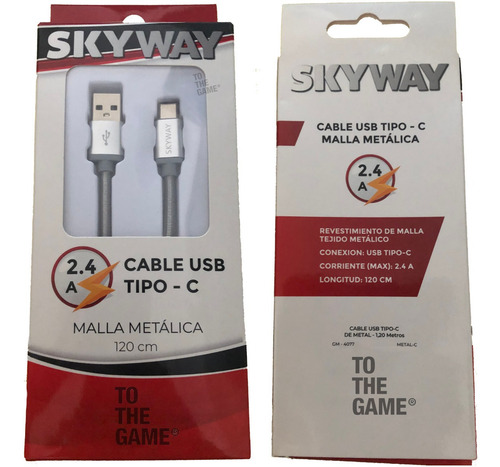 SKYWAY
TO
THE
GAME®
SKYWAY
2.4
A
CABLE USB
TIPO - C
MALLA METÁLICA
120 cm
TO
THE
GAME®
SKYWAY
CABLE USB TIPO - C
MALLA METÁLICA
2.4
A
REVESTIMIENTO DE MALLA
TEJIDO METÁLICO
CONEXION: USB TIPO-C
CORRIENTE (MAX): 2.4 A
LONGITUD: 120 CM
CABLE USB TIPO-C
DE METAL - 1,20 Metros
GM - 4077 METAL-C
TO
THE
GAME®